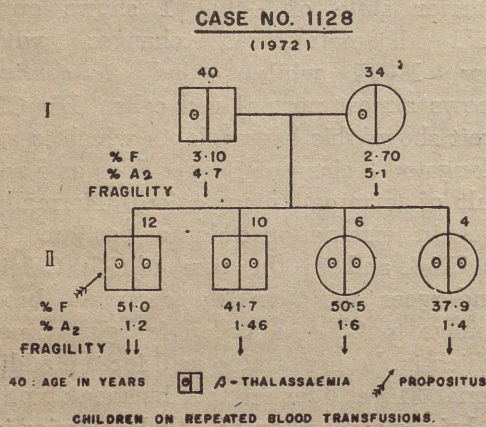 CASE NO. 1128
(1972)
40 34
I
% F 3·10 2·70
% A2 4·7 5·1
FRAGILITY ↓ ↓
12 10 6 4
II
% F 51·0 41·7 50·5 37·9
% A2 1·2 1·46 1·6 1·4
FRAGILITY ↓↓ ↓ ↓ ↓
40 : AGE IN YEARS β-THALASSAEMIA PROPOSITUS
CHILDREN ON REPEATED BLOOD TRANSFUSIONS.